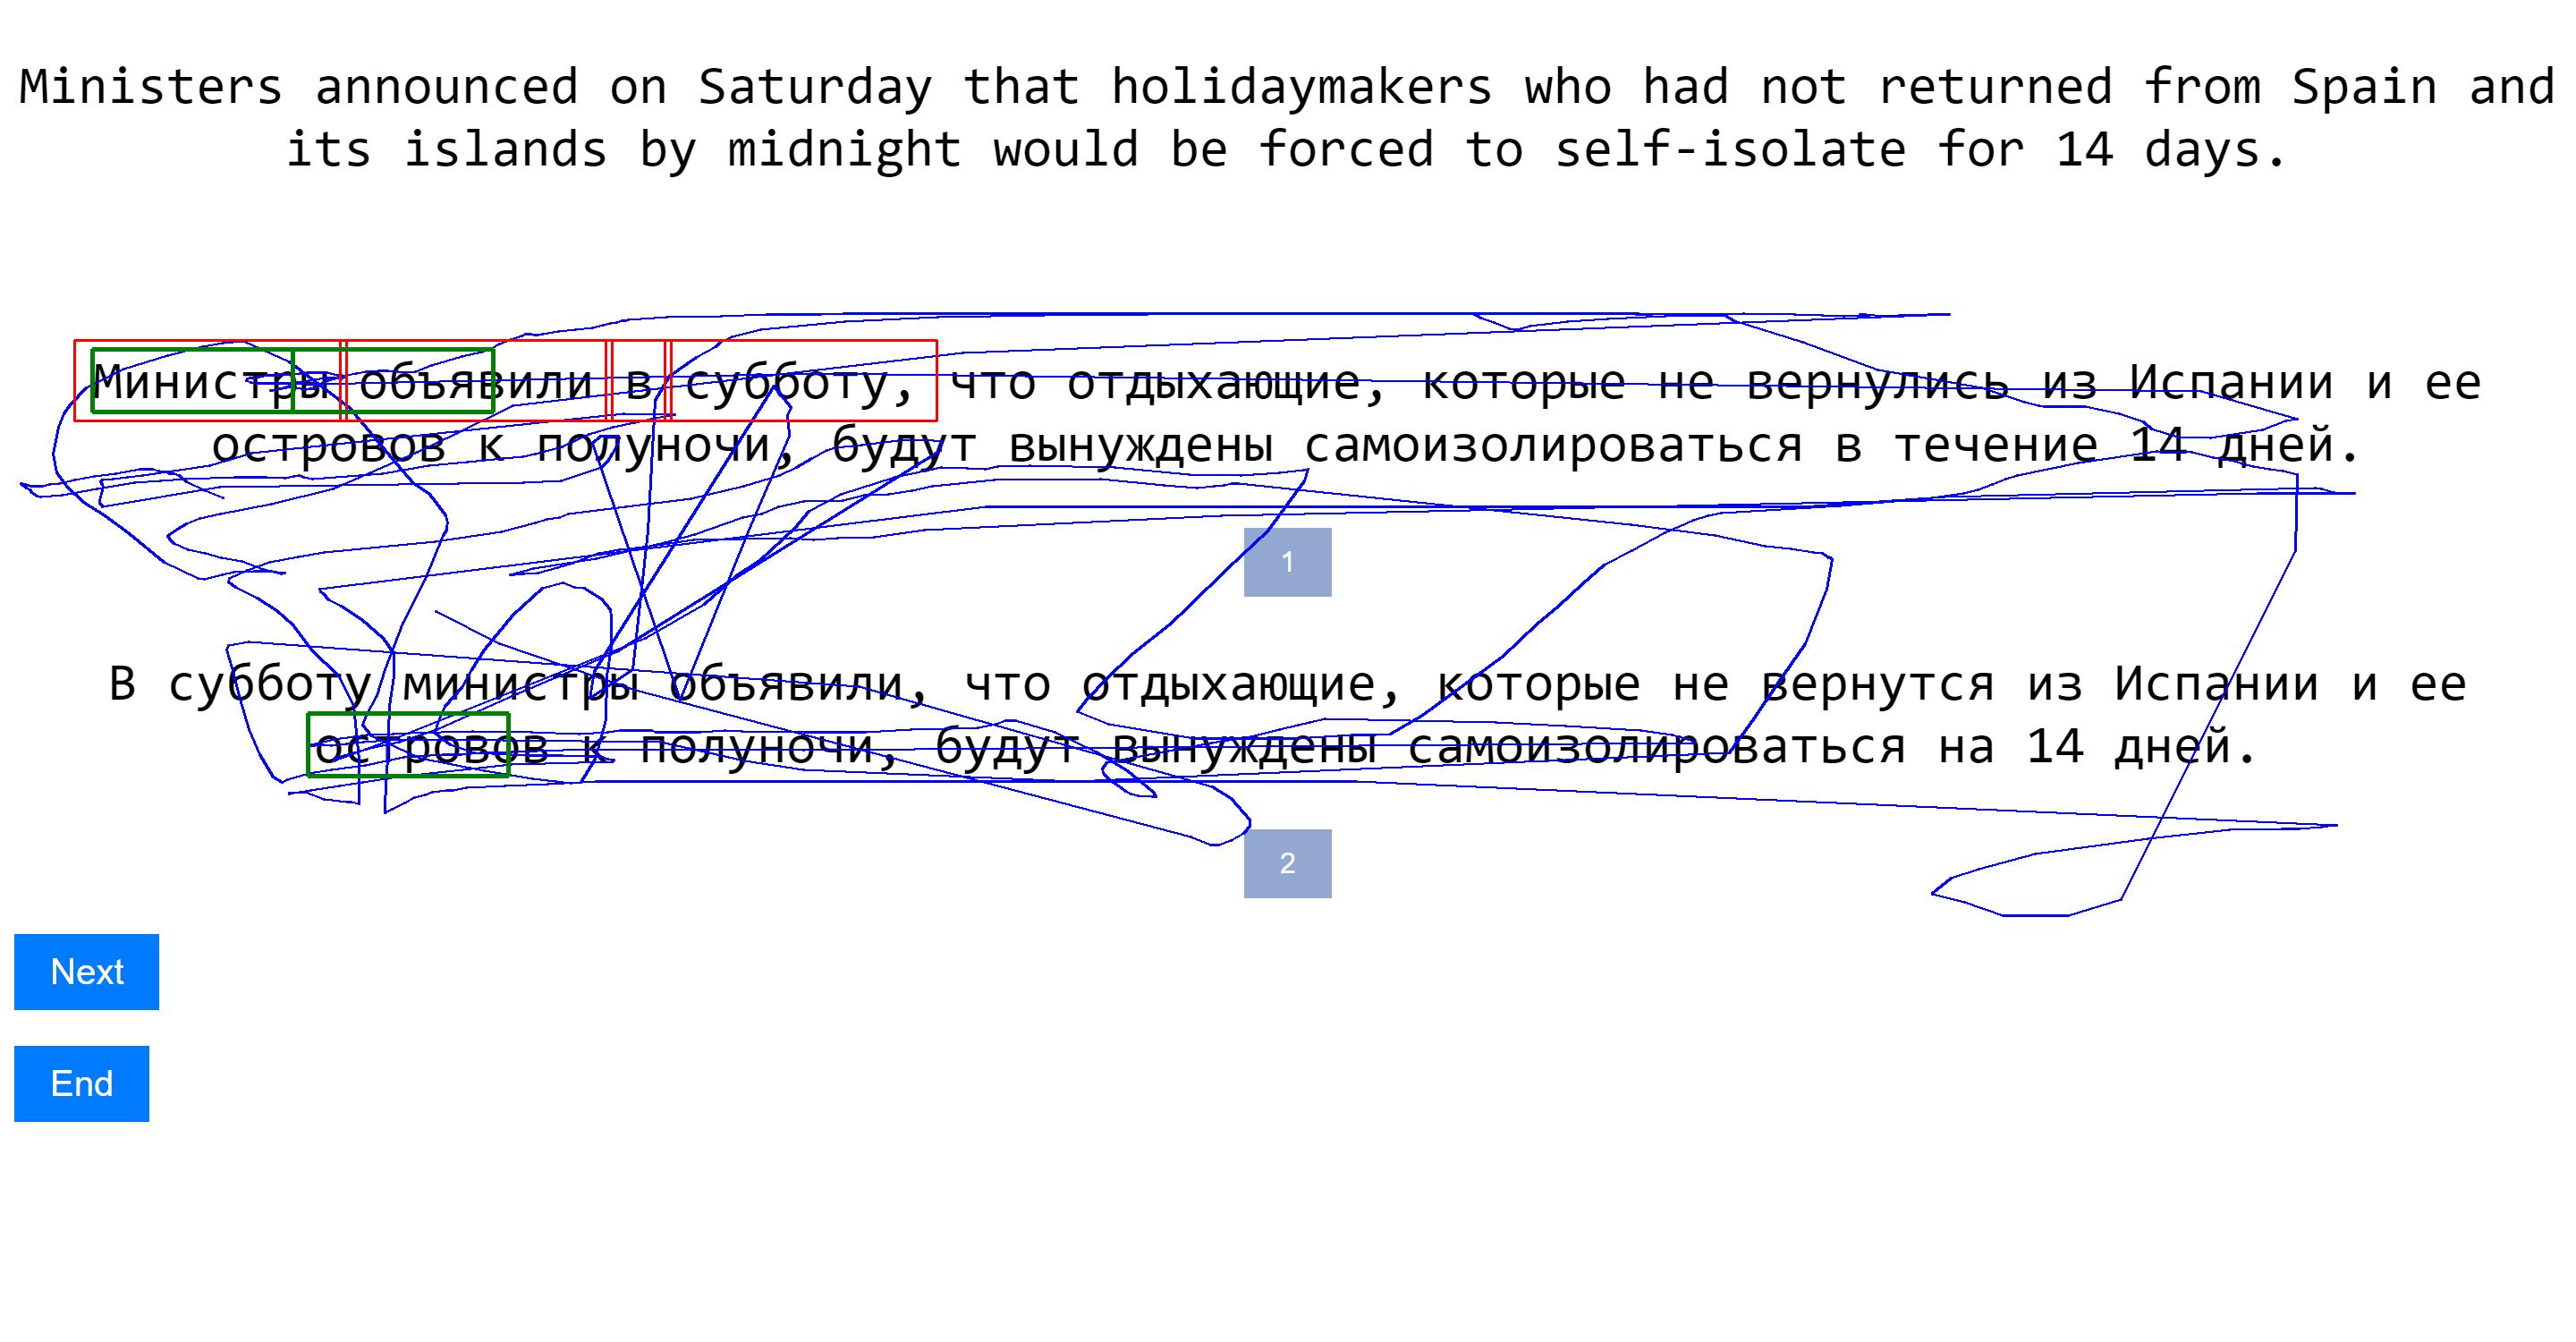 Ministers announced on Saturday that holidaymakers who had not returned from Spain and
its islands by midnight would be forced to self-isolate for 14 days.
Министры объявили в субботу, что отдыхающие, которые не вернулись из Испании и ее
островов к полуночи, будут вынуждены самоизолироваться в течение 14 дней.
1
В субботу министры объявили, что отдыхающие, которые не вернутся из Испании и ее
островов к полуночи, будут вынуждены самоизолироваться на 14 дней.
2
Next
End